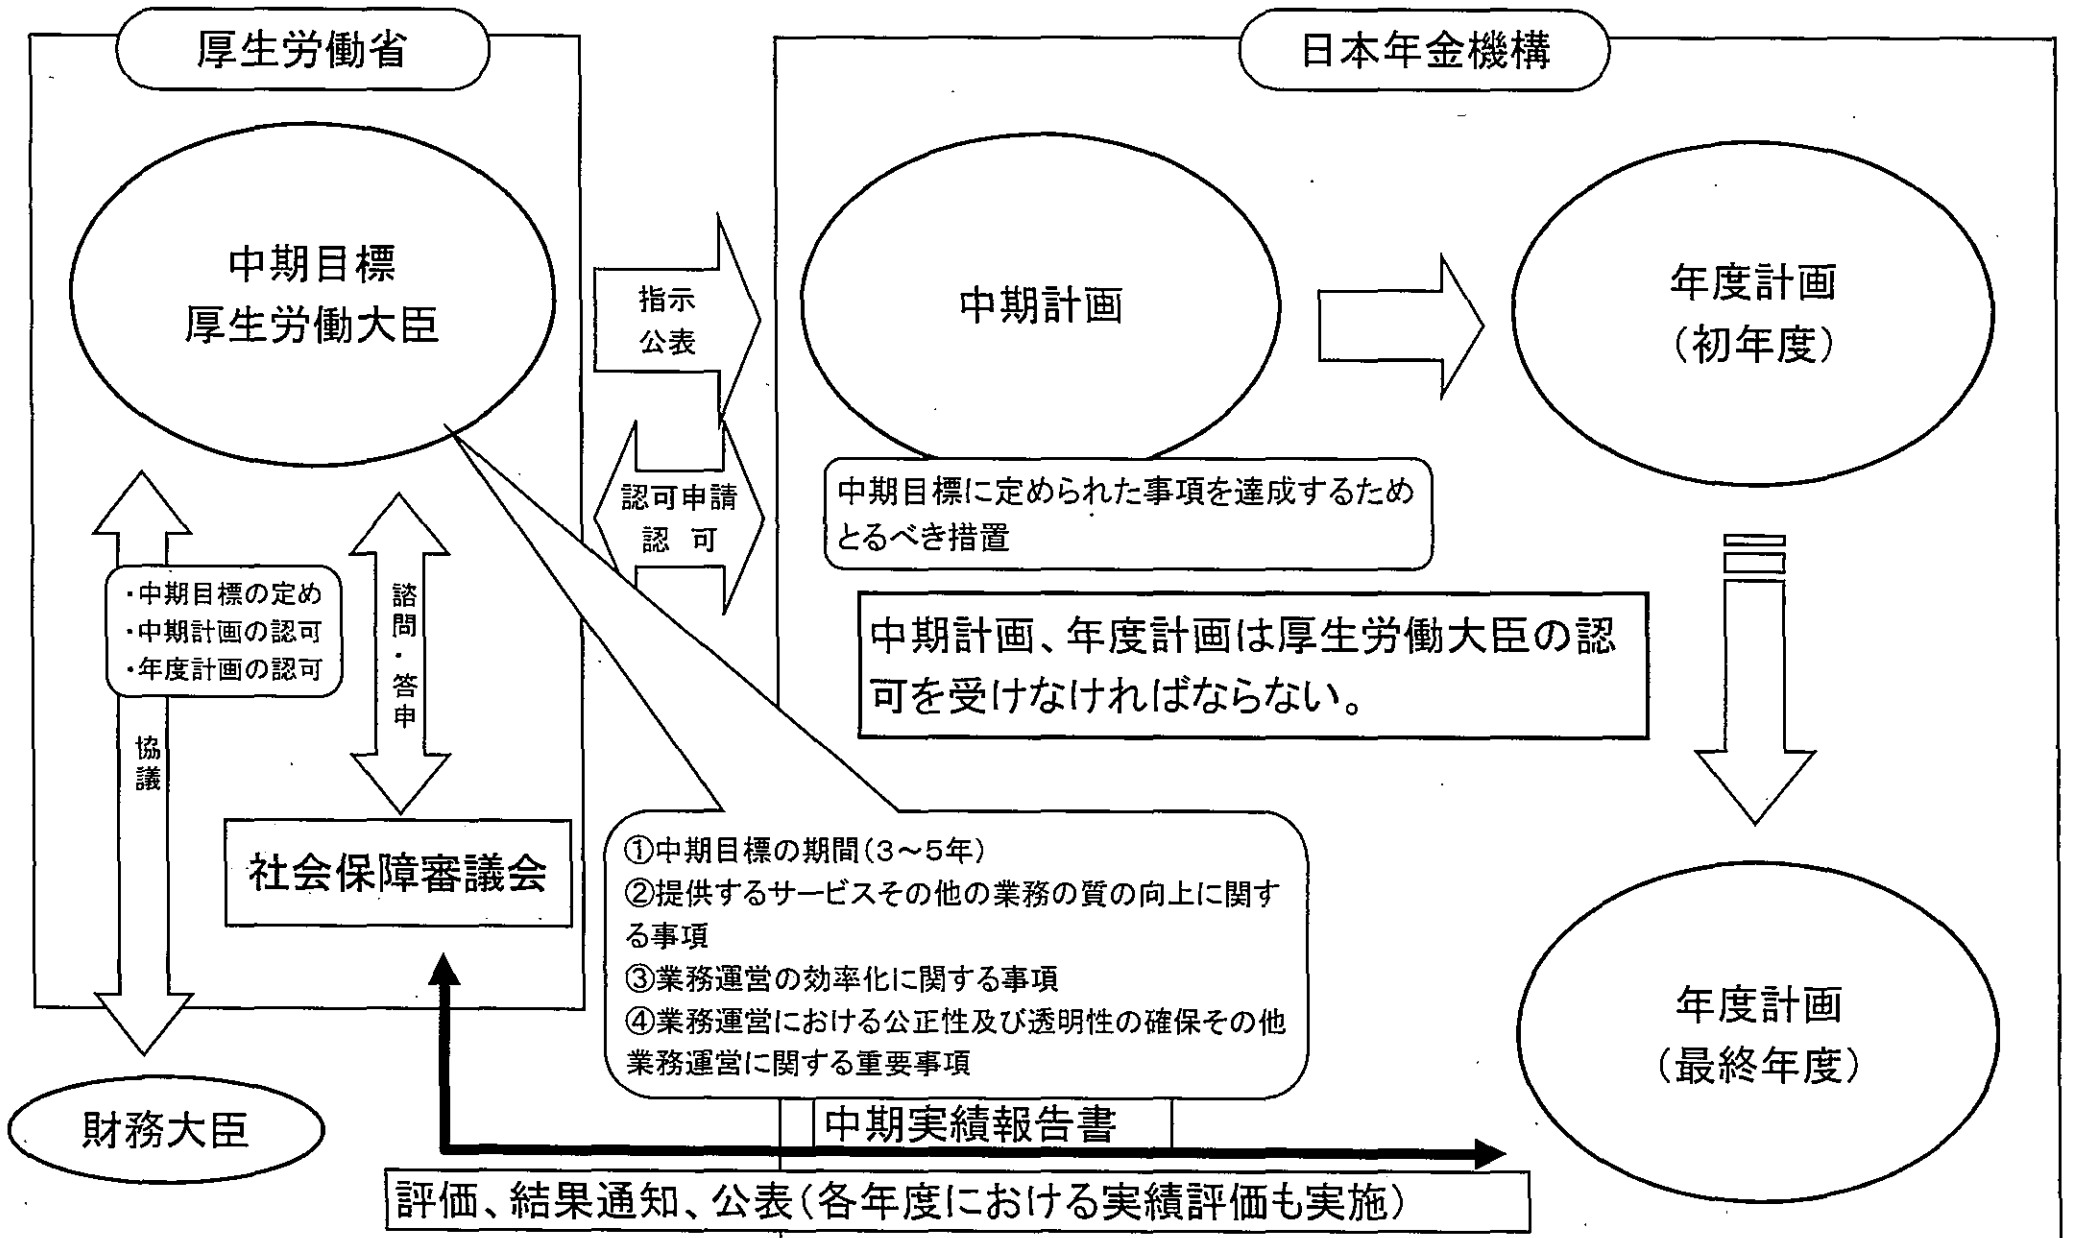 厚生労働省
日本年金機構
中期目標
厚生労働大臣
指示
公表
中期計画
年度計画
（初年度）
認可申請
認 可
中期目標に定められた事項を達成するため
とるべき措置
・中期目標の定め
・中期計画の認可
・年度計画の認可
諮問・答申
協議
中期計画、年度計画は厚生労働大臣の認
可を受けなければならない。
社会保障審議会
①中期目標の期間（3～5年）
②提供するサービスその他の業務の質の向上に関す
る事項
③業務運営の効率化に関する事項
④業務運営における公正性及び透明性の確保その他
業務運営に関する重要事項
年度計画
（最終年度）
財務大臣
中期実績報告書
評価、結果通知、公表（各年度における実績評価も実施）